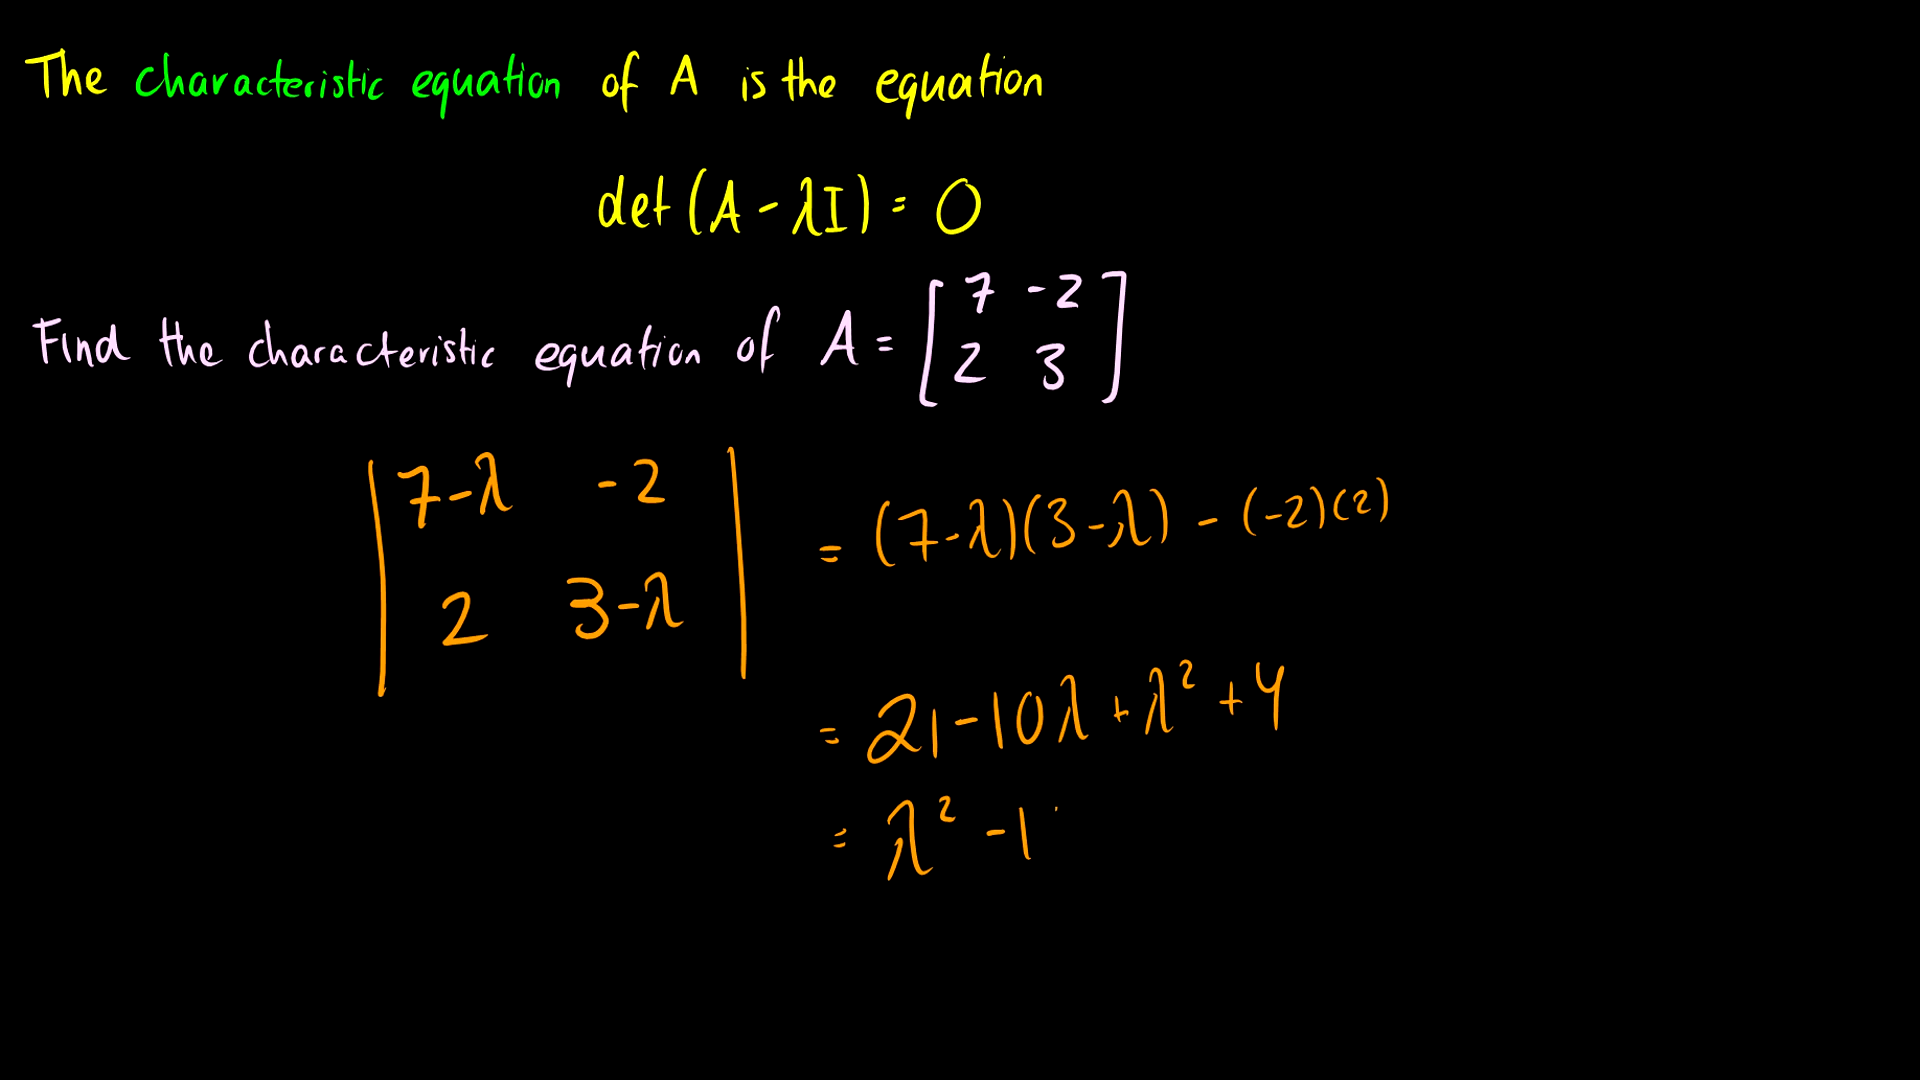 The characteristic equation of A is the equation
det (A - λI) = 0
Find the characteristic equation of A = [ 7 -2
2 3 ]
| 7-λ -2
2 3-λ | = (7-λ)(3-λ) - (-2)(2)
= 21 - 10λ + λ² + 4
= λ² - 1